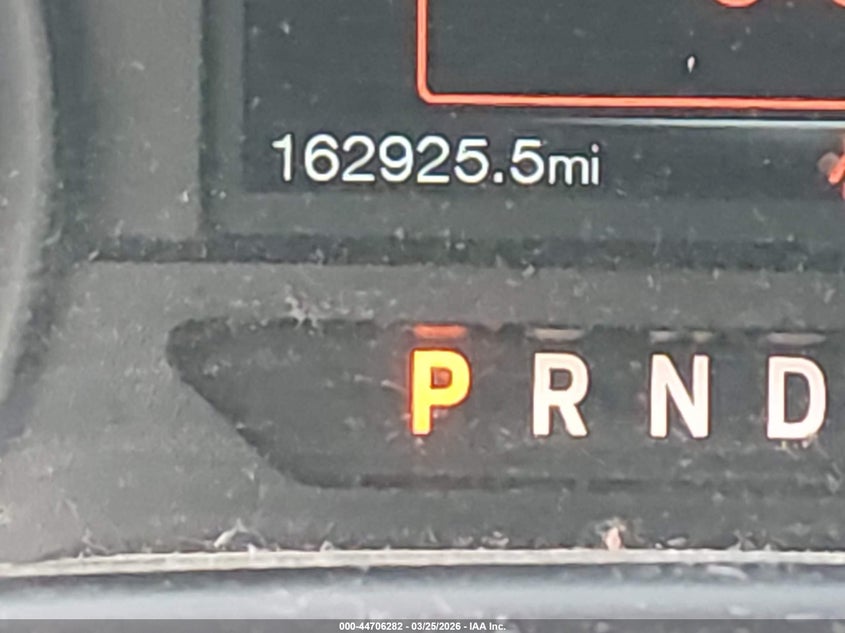 162925.5mi
P R N D
000-44706282 - 03/25/2026 - IAA Inc.